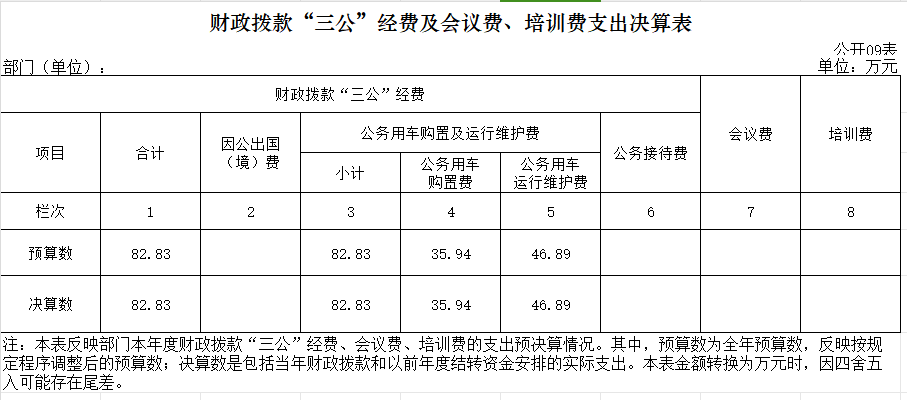 财政拨款“三公”经费及会议费、培训费支出决算表
公开09表
部门（单位）：
单位：万元
财政拨款“三公”经费
会议费
培训费
项目
合计
因公出国
（境）费
公务用车购置及运行维护费
公务接待费
小计
公务用车
购置费
公务用车
运行维护费
栏次 1 2 3 4 5 6 7 8
预算数 82.83 82.83 35.94 46.89
决算数 82.83 82.83 35.94 46.89
注：本表反映部门本年度财政拨款“三公”经费、会议费、培训费的支出预决算情况。其中，预算数为全年预算数，反映按规
定程序调整后的预算数；决算数是包括当年财政拨款和以前年度结转资金安排的实际支出。本表金额转换为万元时，因四舍五
入可能存在尾差。